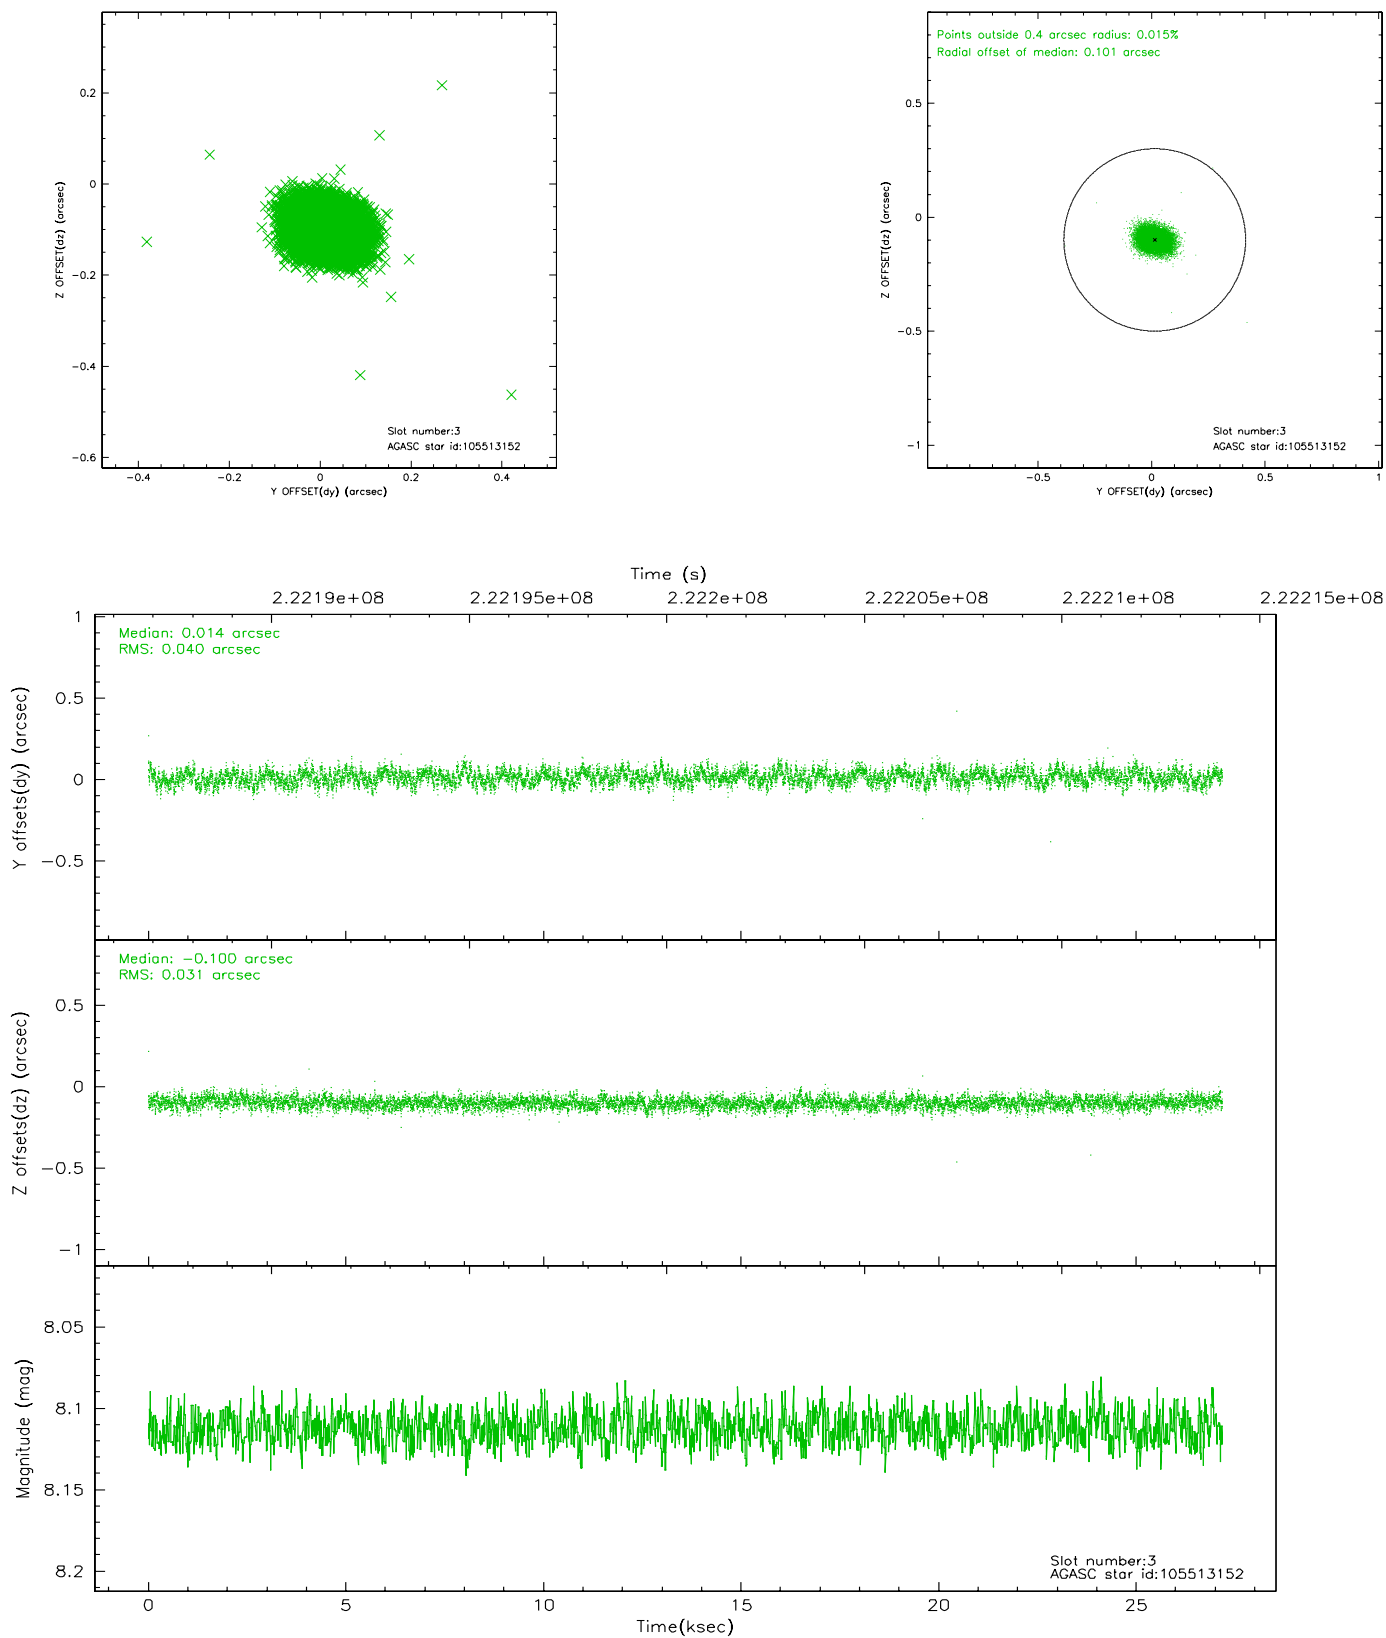 0.2
0
−0.2
−0.4
−0.6
Z OFFSET(dz) (arcsec)
−0.4
−0.2
0
0.2
0.4
Y OFFSET(dy) (arcsec)
Slot number:3
AGASC star id:105513152
Points outside 0.4 arcsec radius: 0.015%
Radial offset of median: 0.101 arcsec
0.5
0
−0.5
−1
Z OFFSET(dz) (arcsec)
−0.5
0
0.5
1
Y OFFSET(dy) (arcsec)
Slot number:3
AGASC star id:105513152
Time (s)
2.2219e+08
2.22195e+08
2.222e+08
2.22205e+08
2.2221e+08
2.22215e+08
Median: 0.014 arcsec
RMS: 0.040 arcsec
1
0.5
0
−0.5
Y offsets(dy) (arcsec)
Median: −0.100 arcsec
RMS: 0.031 arcsec
0.5
0
−0.5
−1
Z offsets(dz) (arcsec)
8.05
8.1
8.15
8.2
Magnitude (mag)
Slot number:3
AGASC star id:105513152
0
5
10
15
20
25
Time(ksec)